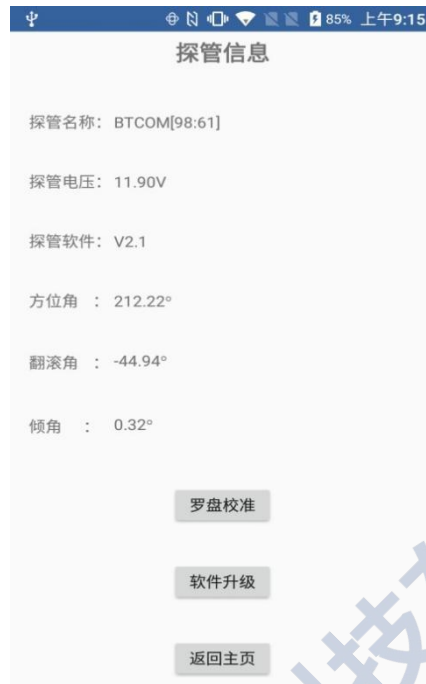 85% 上午9:15
探管信息
探管名称：BTCOM[98:61]
探管电压：11.90V
探管软件：V2.1
方位角 ：212.22°
翻滚角 ：-44.94°
倾角 ：0.32°
罗盘校准
软件升级
返回主页
科技